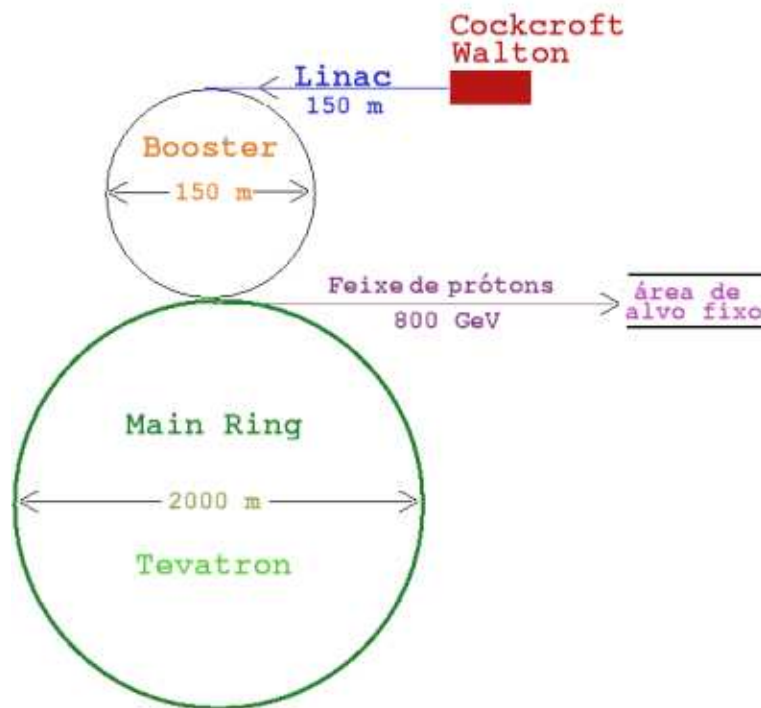 Cockcroft
Walton
Linac
150 m
Booster
150 m
Feixe de prótons
800 GeV
área de
alvo fixo
Main Ring
2000 m
Tevatron